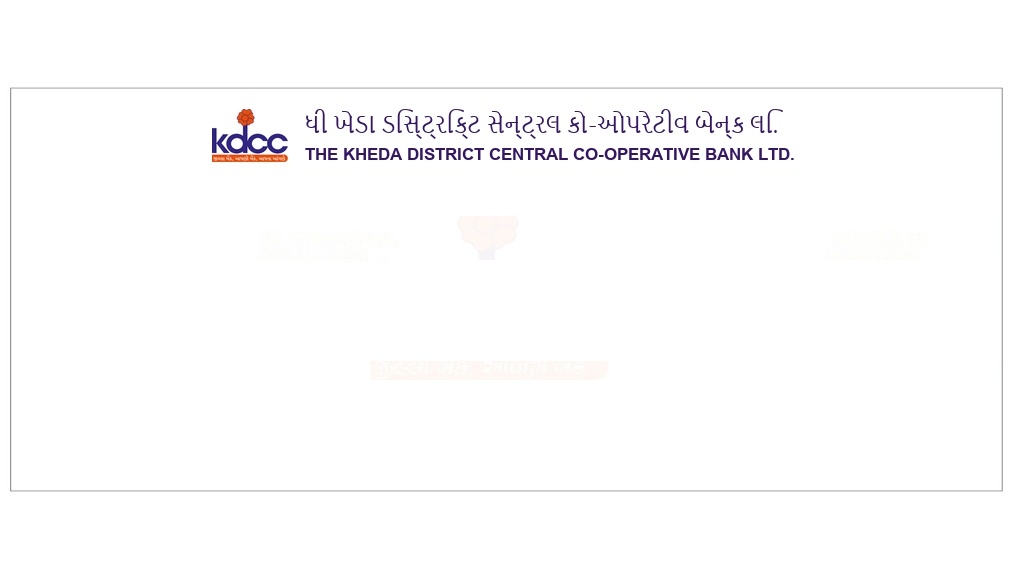 kdcc
ધી ખેડા ડિસ્ટ્રિક્ટ સેન્ટ્રલ કો-ઓપરેટીવ બેન્ક લિ.
THE KHEDA DISTRICT CENTRAL CO-OPERATIVE BANK LTD.